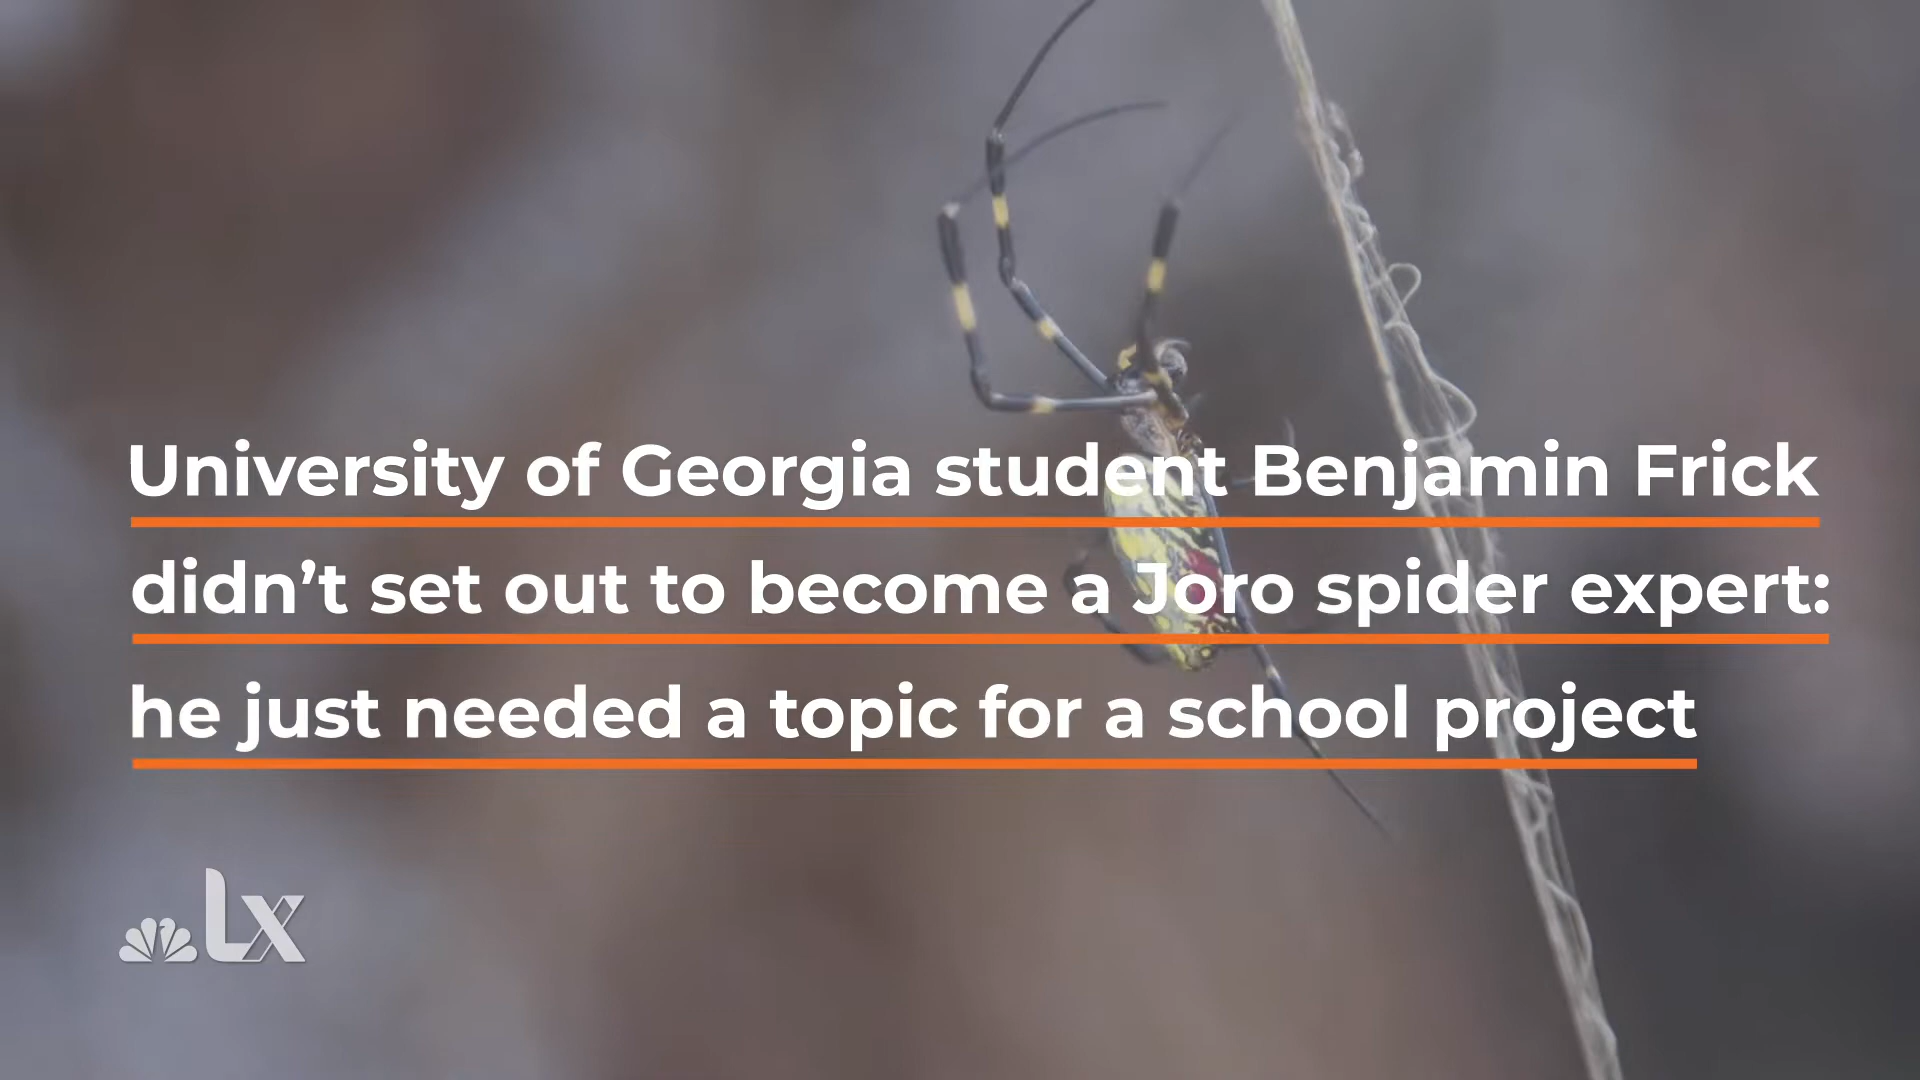 University of Georgia student Benjamin Frick
didn’t set out to become a Joro spider expert:
he just needed a topic for a school project
LX